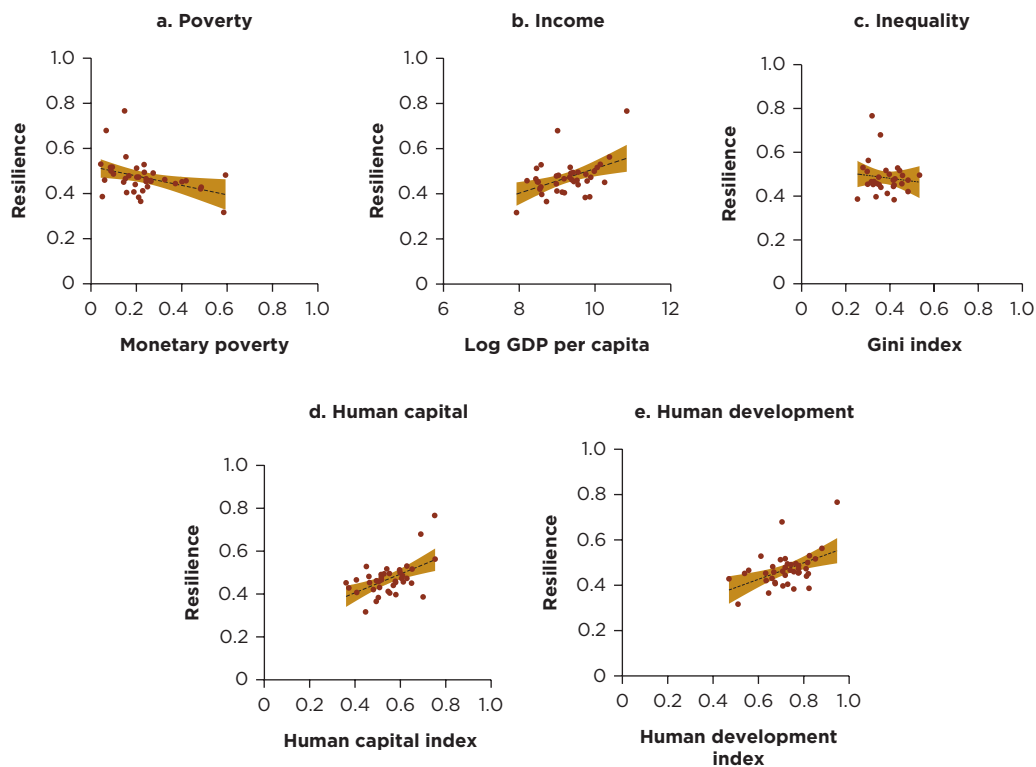 a. Poverty
1.0
0.8
0.6
0.4
0.2
0
Resilience
0 0.2 0.4 0.6 0.8 1.0
Monetary poverty
b. Income
1.0
0.8
0.6
0.4
0.2
0
Resilience
6 8 10 12
Log GDP per capita
c. Inequality
1.0
0.8
0.6
0.4
0.2
0
Resilience
0 0.2 0.4 0.6 0.8 1.0
Gini index
d. Human capital
1.0
0.8
0.6
0.4
0.2
0
Resilience
0 0.2 0.4 0.6 0.8 1.0
Human capital index
e. Human development
1.0
0.8
0.6
0.4
0.2
0
Resilience
0 0.2 0.4 0.6 0.8 1.0
Human development
index